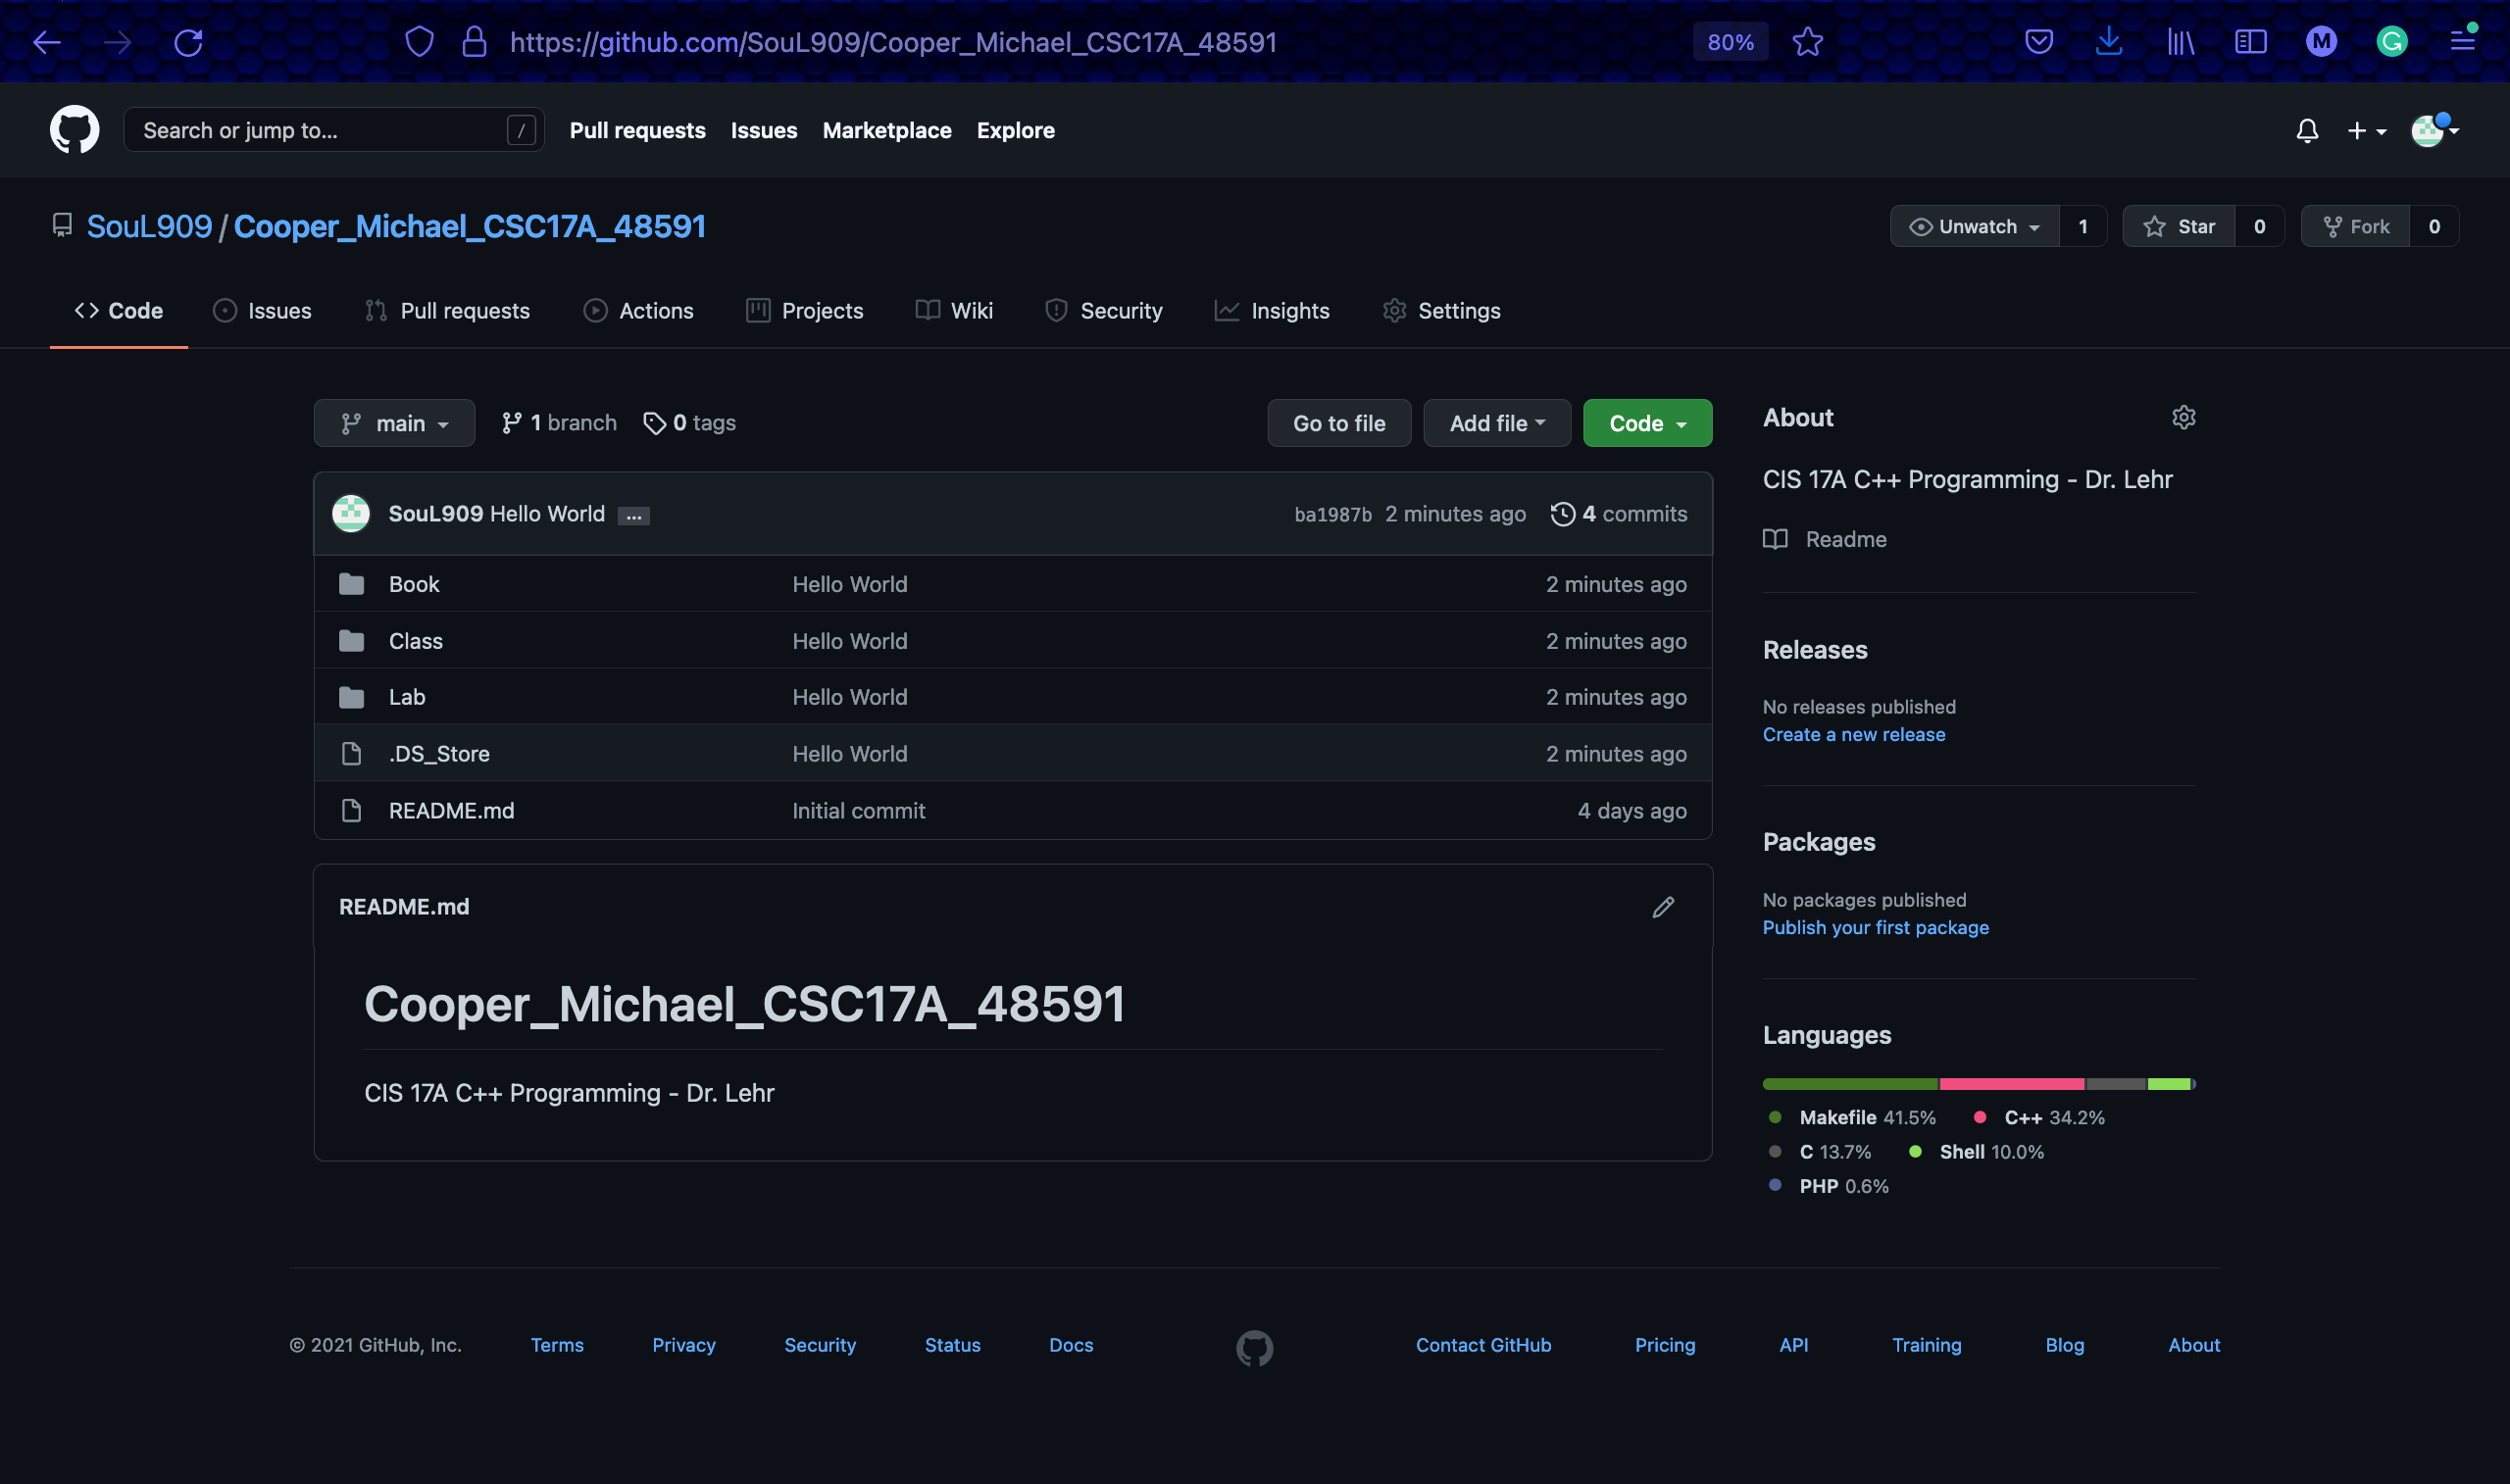 https://github.com/SouL909/Cooper_Michael_CSC17A_48591 80% M G
Search or jump to... / Pull requests Issues Marketplace Explore
SouL909 / Cooper_Michael_CSC17A_48591 Unwatch 1 Star 0 Fork 0
Code Issues Pull requests Actions Projects Wiki Security Insights Settings
main 1 branch 0 tags Go to file Add file Code
SouL909 Hello World ... ba1987b 2 minutes ago 4 commits
Book Hello World 2 minutes ago
Class Hello World 2 minutes ago
Lab Hello World 2 minutes ago
.DS_Store Hello World 2 minutes ago
README.md Initial commit 4 days ago
README.md
Cooper_Michael_CSC17A_48591
CIS 17A C++ Programming - Dr. Lehr
About
CIS 17A C++ Programming - Dr. Lehr
Readme
Releases
No releases published
Create a new release
Packages
No packages published
Publish your first package
Languages
Makefile 41.5% C++ 34.2%
C 13.7% Shell 10.0%
PHP 0.6%
© 2021 GitHub, Inc. Terms Privacy Security Status Docs Contact GitHub Pricing API Training Blog About